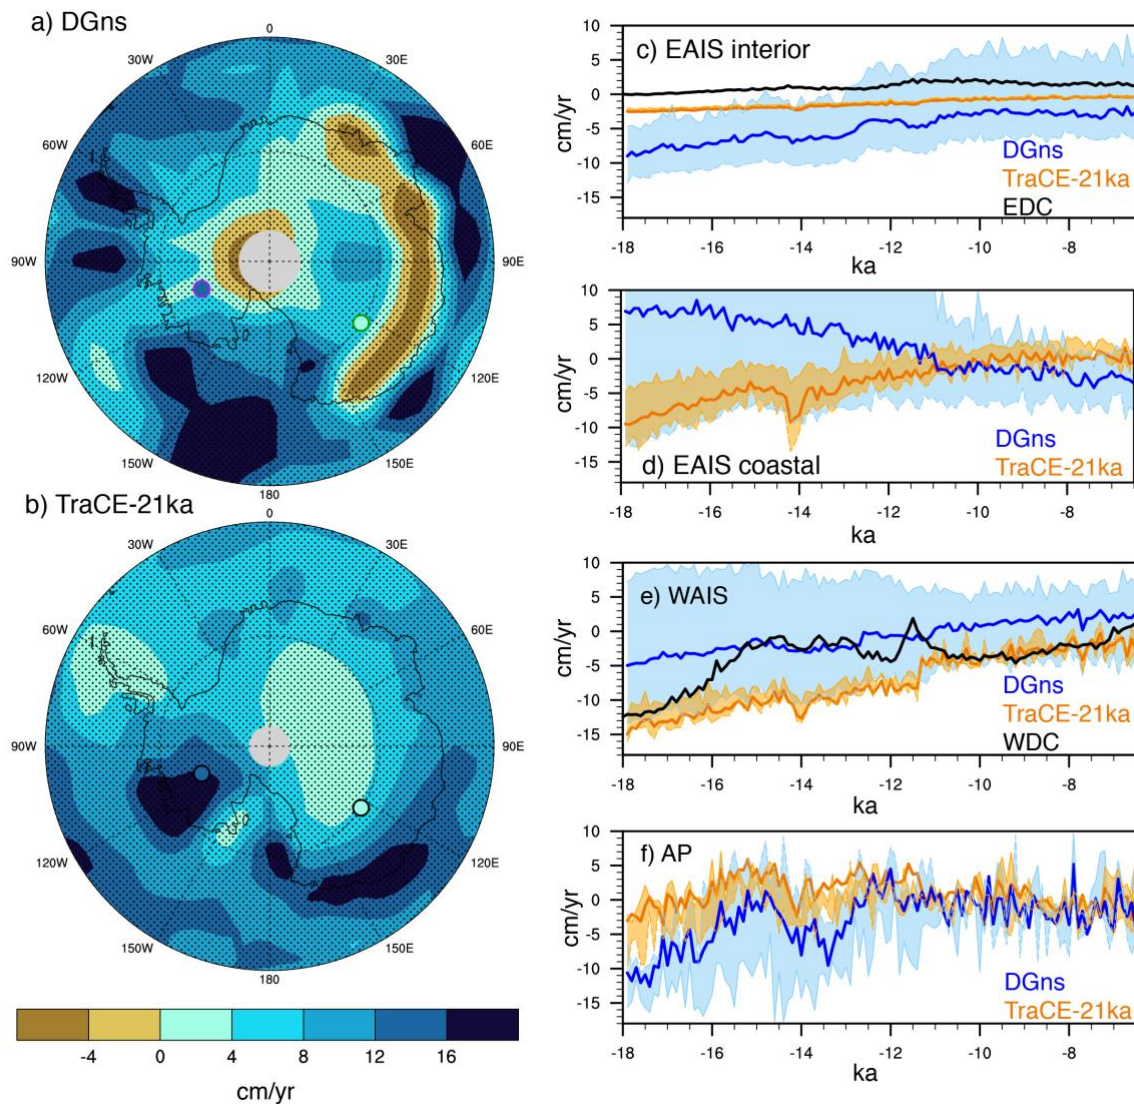 a) DGns
0
30W
30E
60W
60E
90W
90E
120W
120E
150W
150E
180
b) TraCE-21ka
0
30W
30E
60W
60E
90W
90E
120W
120E
150W
150E
180
-4 0 4 8 12 16
cm/yr
c) EAIS interior
10
5
0
-5
-10
-15
cm/yr
DGns
TraCE-21ka
EDC
-18 -16 -14 -12 -10 -8
ka
10
5
0
-5
-10
-15
cm/yr
DGns
TraCE-21ka
d) EAIS coastal
-18 -16 -14 -12 -10 -8
ka
10
5
0
-5
-10
-15
cm/yr
e) WAIS
DGns
TraCE-21ka
WDC
-18 -16 -14 -12 -10 -8
ka
10
5
0
-5
-10
-15
cm/yr
f) AP
DGns
TraCE-21ka
-18 -16 -14 -12 -10 -8
ka